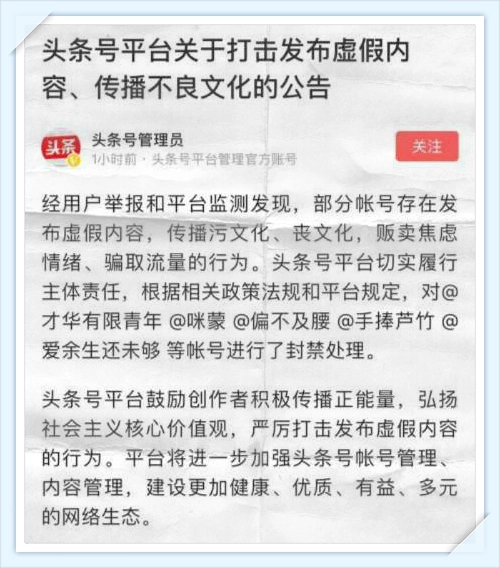 头条号平台关于打击发布虚假内
容、传播不良文化的公告
头条
头条号管理员
关注
1小时前·头条号平台管理官方账号
经用户举报和平台监测发现，部分帐号存在发
布虚假内容，传播污文化、丧文化，贩卖焦虑
情绪、骗取流量的行为。头条号平台切实履行
主体责任，根据相关政策法规和平台规定，对@
才华有限青年 @咪蒙 @偏不及腰 @手捧芦竹 @
爱余生还未够 等帐号进行了封禁处理。
头条号平台鼓励创作者积极传播正能量，弘扬
社会主义核心价值观，严厉打击发布虚假内容
的行为。平台将进一步加强头条号帐号管理、
内容管理，建设更加健康、优质、有益、多元
的网络生态。